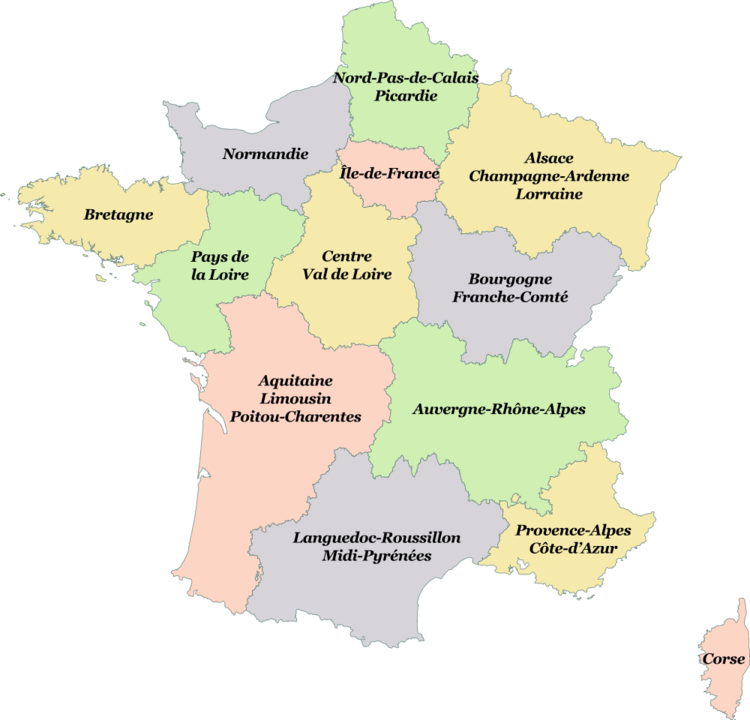 Nord-Pas-de-Calais
Picardie
Normandie
Île-de-France
Alsace
Champagne-Ardenne
Lorraine
Bretagne
Pays de
la Loire
Centre
Val de Loire
Bourgogne
Franche-Comté
Aquitaine
Limousin
Poitou-Charentes
Auvergne-Rhône-Alpes
Languedoc-Roussillon
Midi-Pyrénées
Provence-Alpes
Côte-d’Azur
Corse